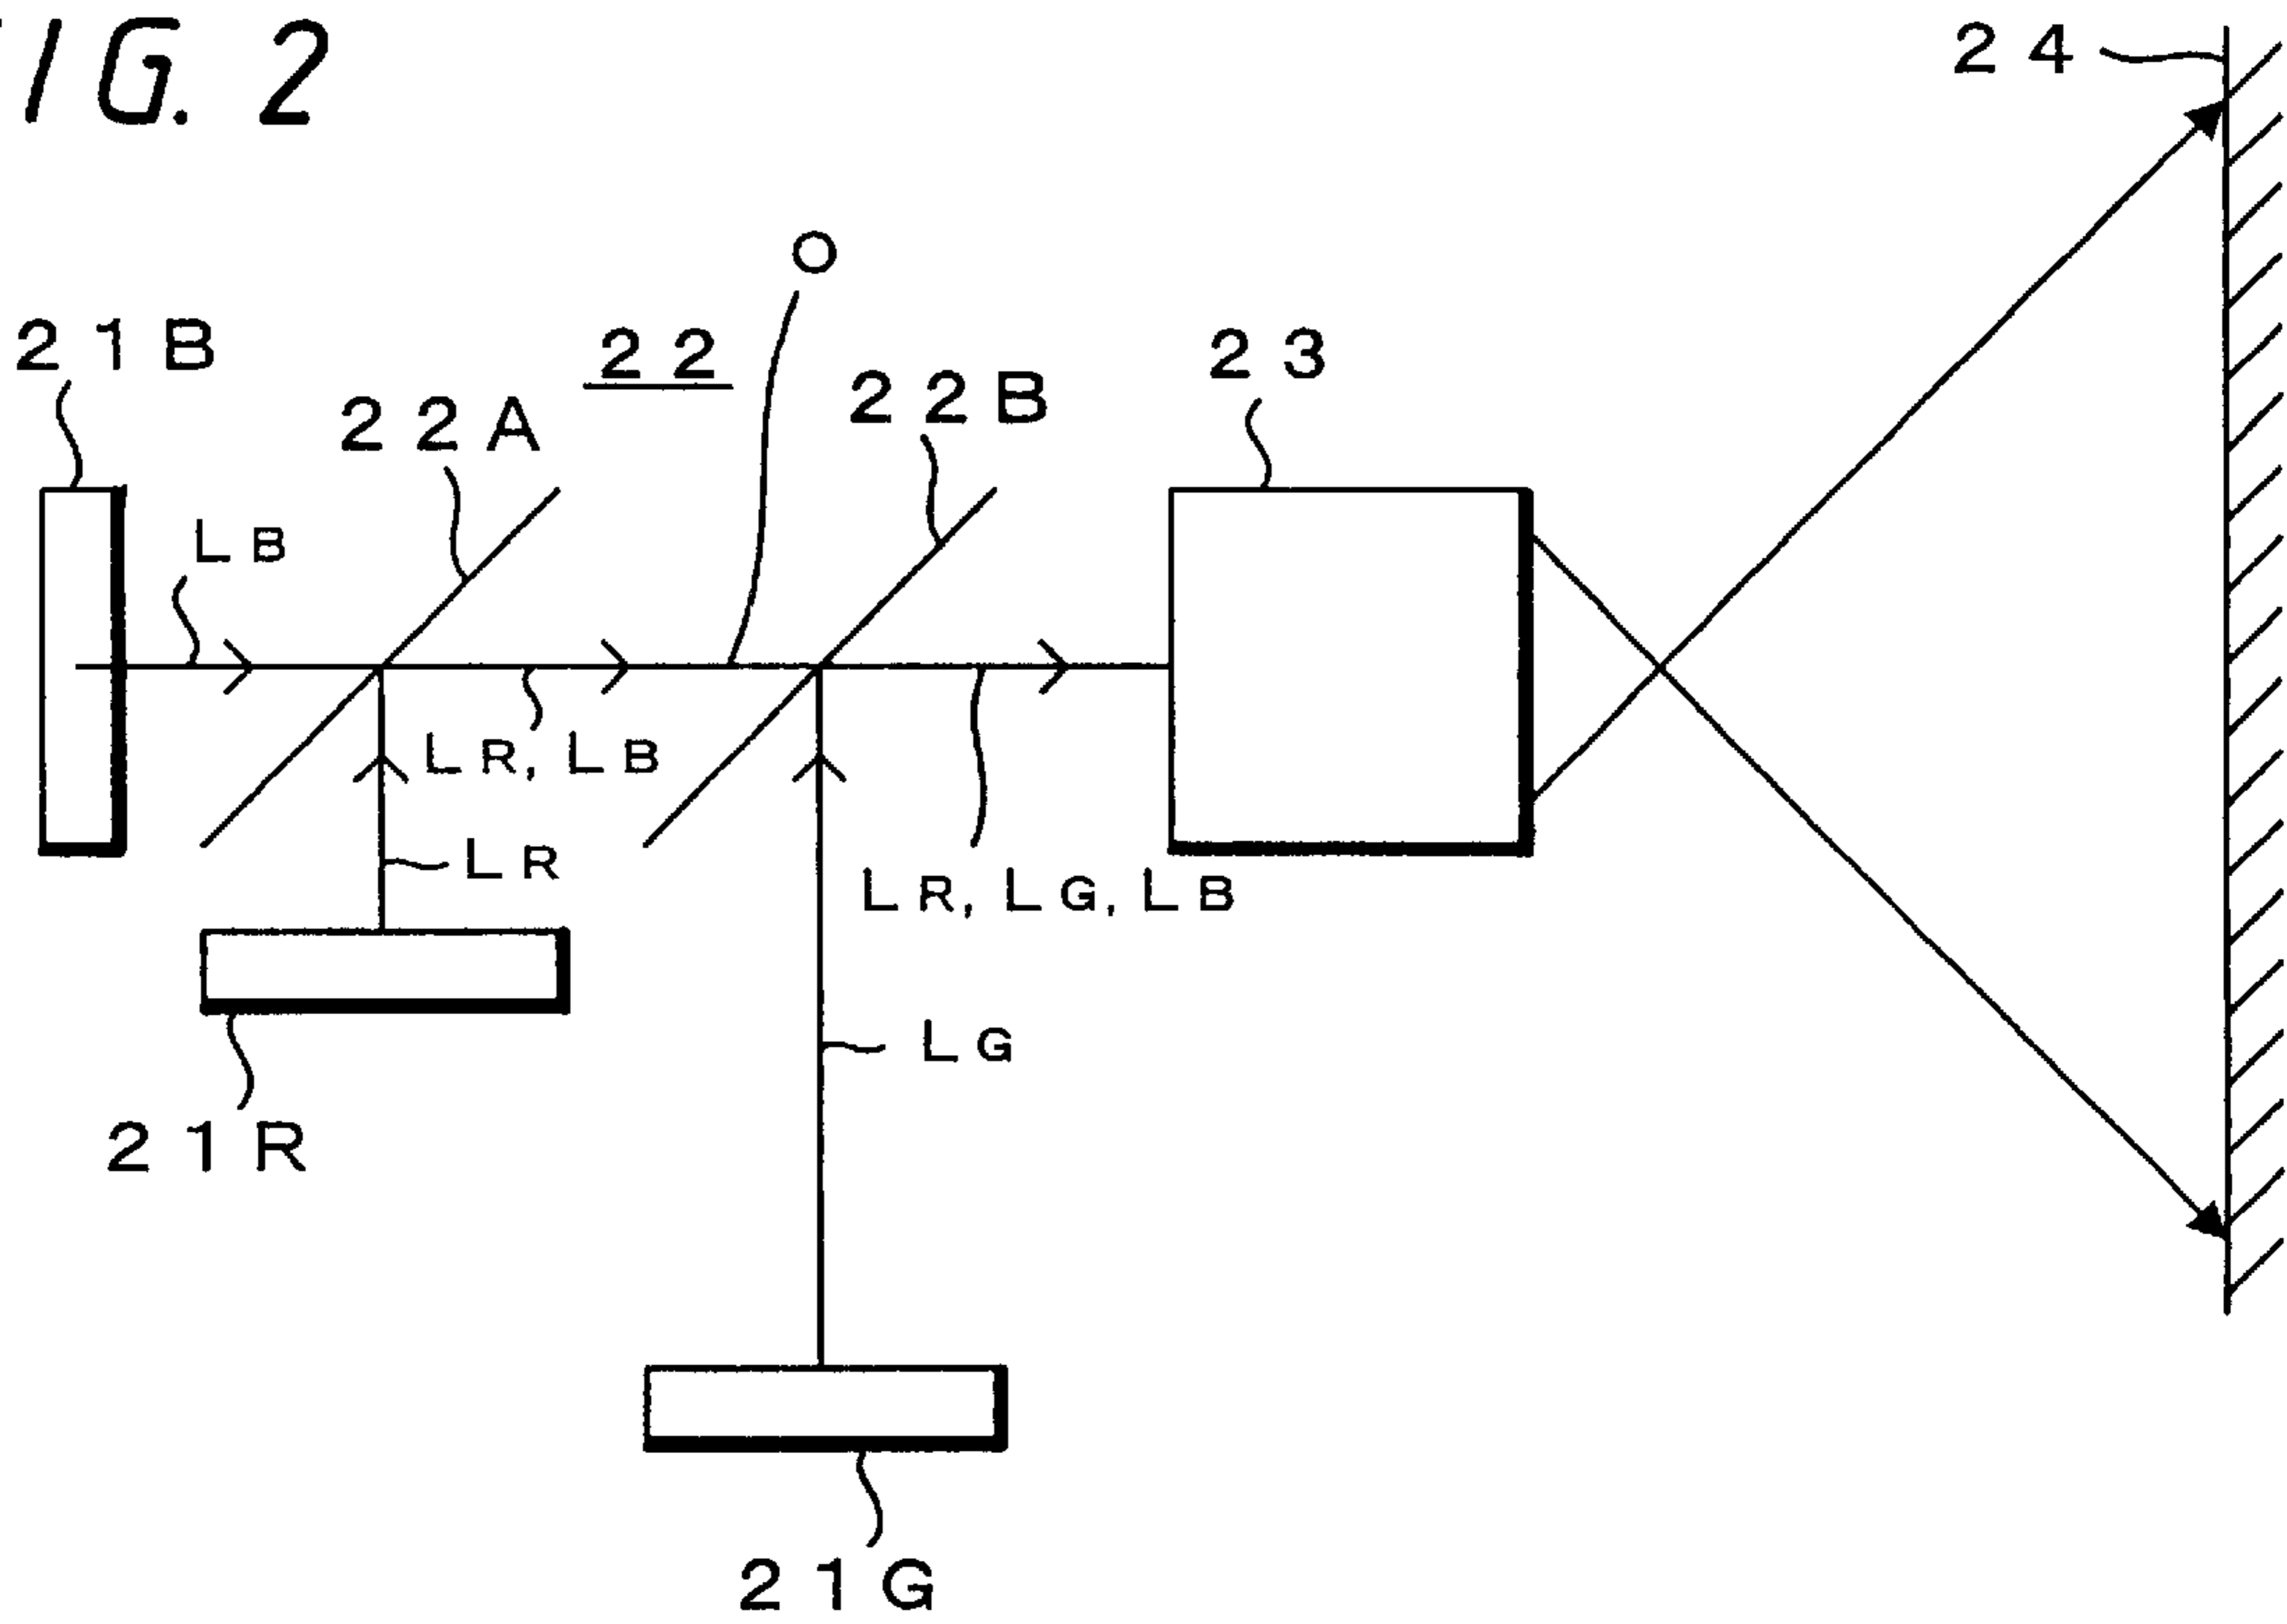 FIG. 2
24
O
21B
22
23
22A
22B
LB
LR, LB
LR
LR, LG, LB
LG
21R
21G